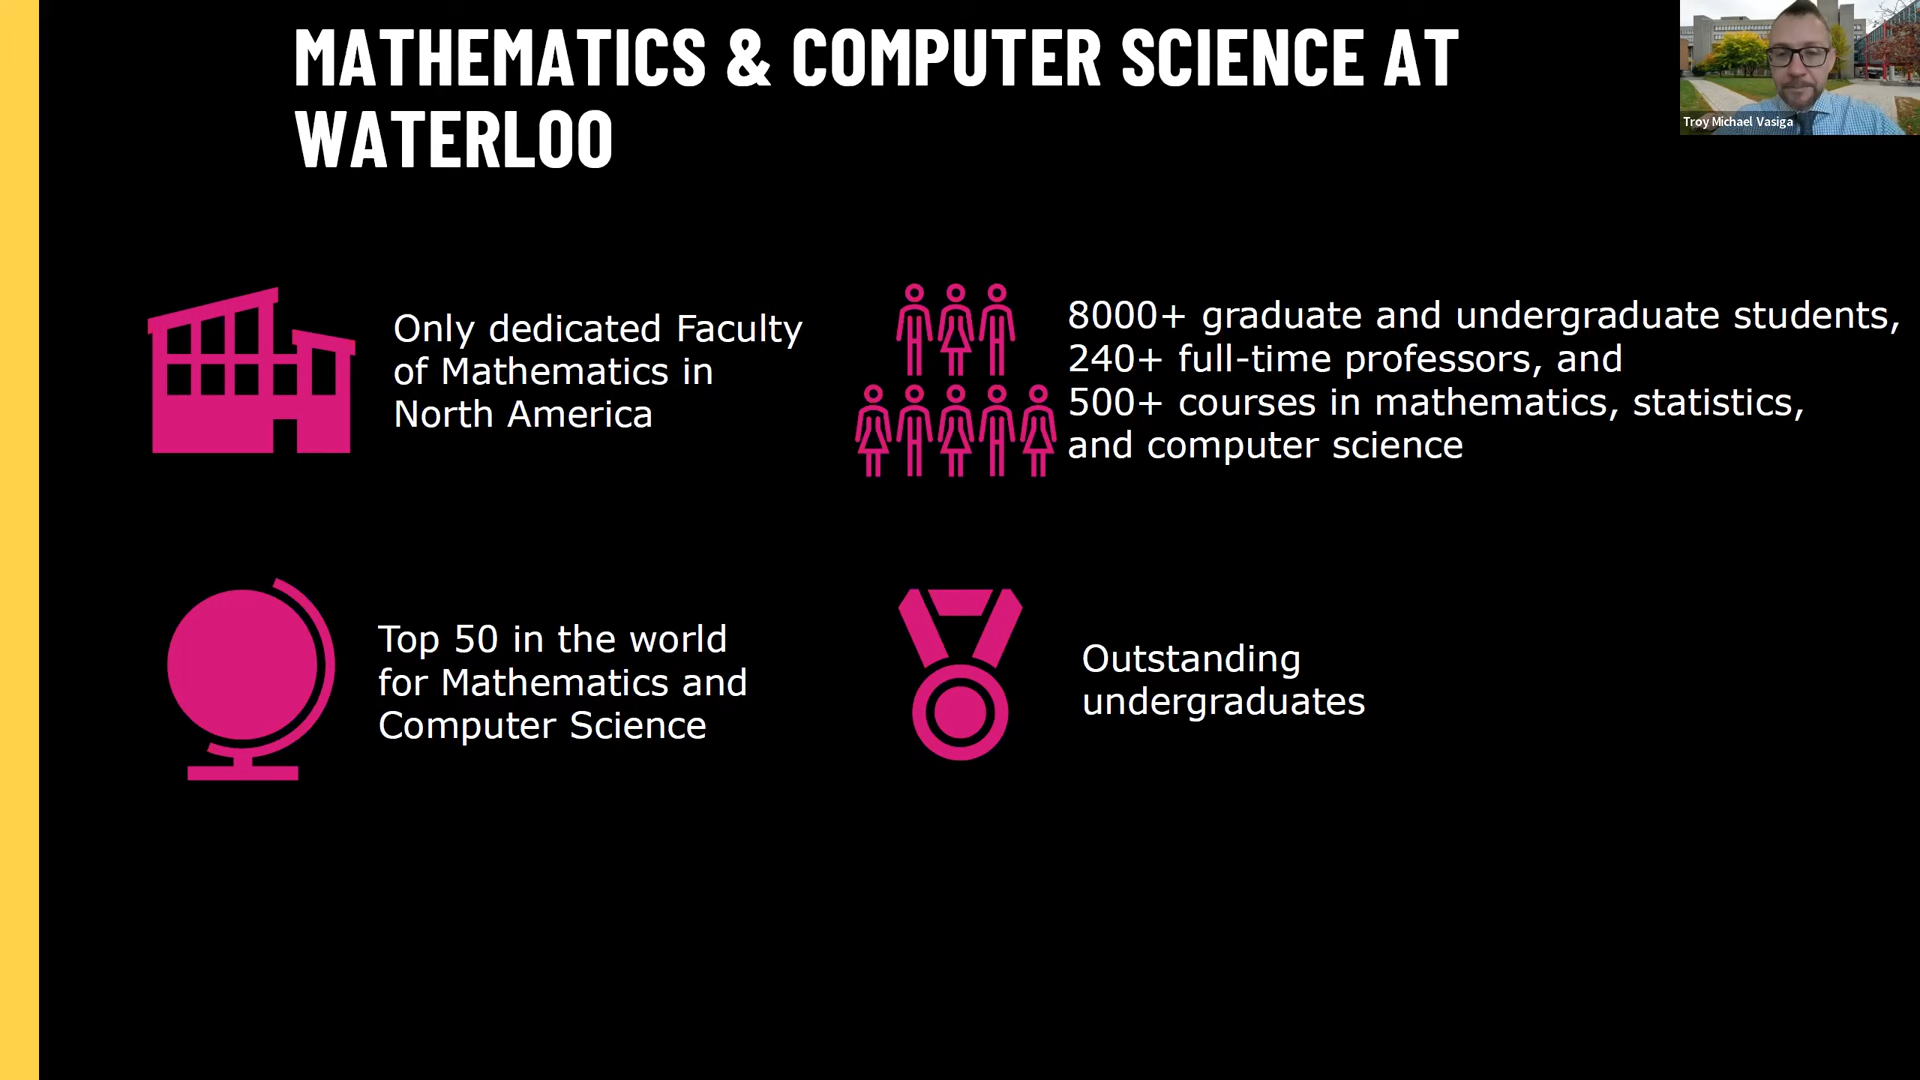 MATHEMATICS & COMPUTER SCIENCE AT
WATERLOO
Troy Michael Vasiga
Only dedicated Faculty
of Mathematics in
North America
8000+ graduate and undergraduate students,
240+ full-time professors, and
500+ courses in mathematics, statistics,
and computer science
Top 50 in the world
for Mathematics and
Computer Science
Outstanding
undergraduates